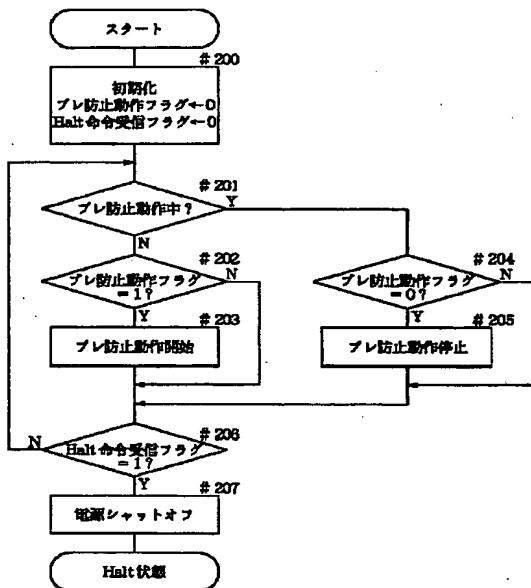 スタート
#200
初期化
ブレ防止動作フラグ←0
Halt命令受信フラグ←0
#201
ブレ防止動作中?
Y
N
#202
ブレ防止動作フラグ
=1?
N
Y
#203
ブレ防止動作開始
#204
ブレ防止動作フラグ
=0?
N
Y
#205
ブレ防止動作停止
#206
Halt命令受信フラグ
=1?
N
Y
#207
電源シャットオフ
Halt状態